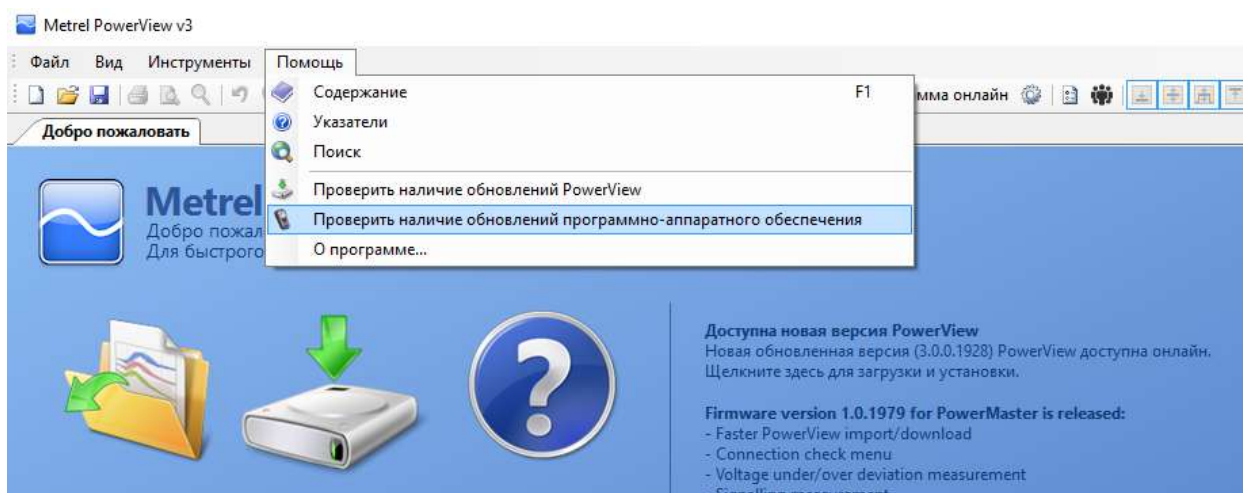 Metrel PowerView v3
Файл Вид Инструменты Помощь
Содержание F1
Указатели
Поиск
Проверить наличие обновлений PowerView
Проверить наличие обновлений программно-аппаратного обеспечения
О программе...
мма онлайн
Добро пожаловать
Metrel
Добро пожал
Для быстрого
Доступна новая версия PowerView
Новая обновленная версия (3.0.0.1928) PowerView доступна онлайн.
Щелкните здесь для загрузки и установки.
Firmware version 1.0.1979 for PowerMaster is released:
- Faster PowerView import/download
- Connection check menu
- Voltage under/over deviation measurement